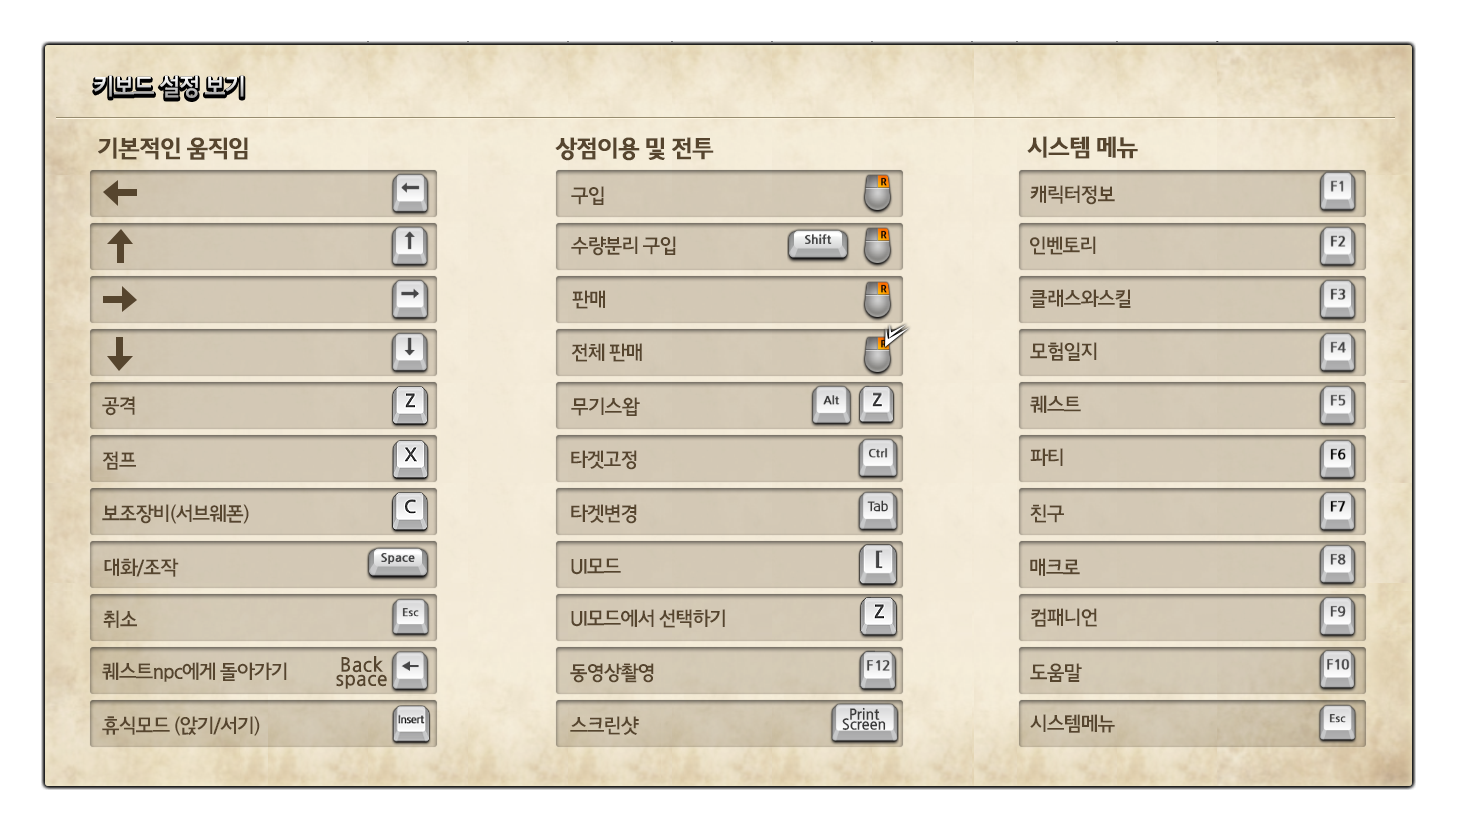 키보드 설정 보기
기본적인 움직임
← ←
↑ ↑
→ →
↓ ↓
공격 Z
점프 X
보조장비(서브웨폰) C
대화/조작 Space
취소 Esc
퀘스트npc에게 돌아가기 Back space ←
휴식모드 (앉기/서기) Insert
상점이용 및 전투
구입 R
수량분리 구입 Shift R
판매 R
전체 판매 R
무기스왑 Alt Z
타겟고정 Ctrl
타겟변경 Tab
UI모드 [
UI모드에서 선택하기 Z
동영상촬영 F12
스크린샷 Print Screen
시스템 메뉴
캐릭터정보 F1
인벤토리 F2
클래스와스킬 F3
모험일지 F4
퀘스트 F5
파티 F6
친구 F7
매크로 F8
컴패니언 F9
도움말 F10
시스템메뉴 Esc